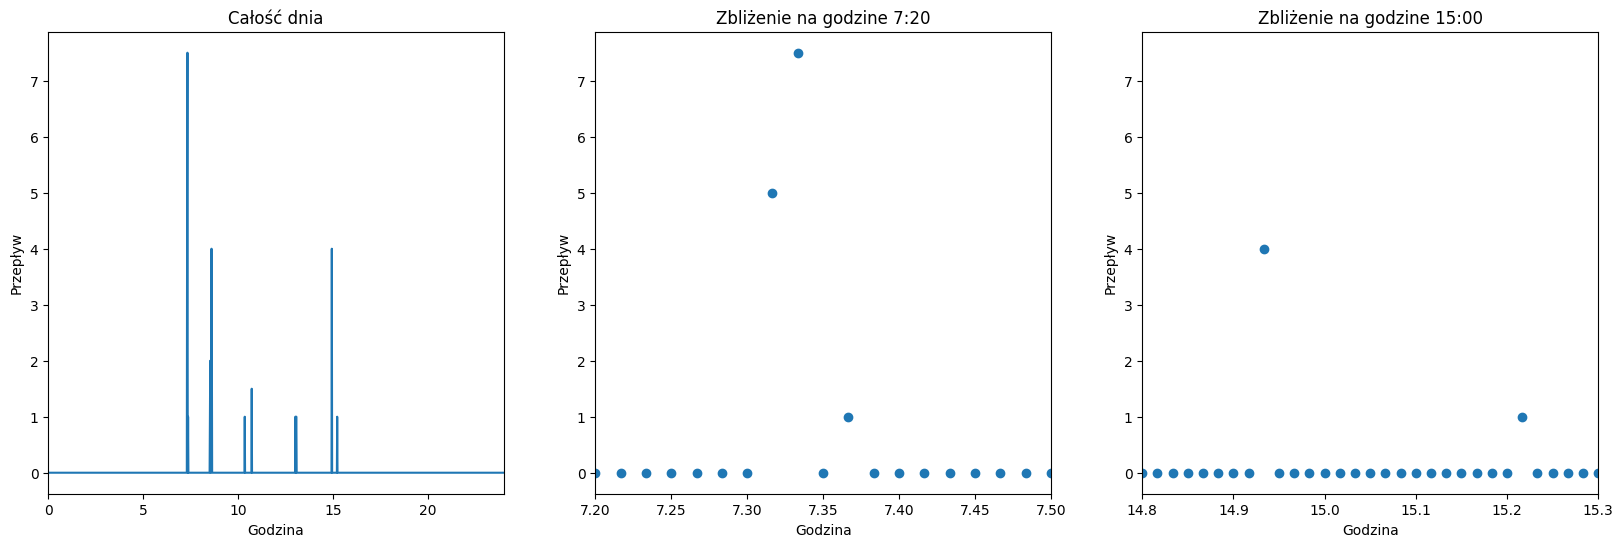 Całość dnia
Przepływ
7
6
5
4
3
2
1
0
0 5 10 15 20
Godzina
Zbliżenie na godzine 7:20
Przepływ
7
6
5
4
3
2
1
0
7.20 7.25 7.30 7.35 7.40 7.45 7.50
Godzina
Zbliżenie na godzine 15:00
Przepływ
7
6
5
4
3
2
1
0
14.8 14.9 15.0 15.1 15.2 15.3
Godzina